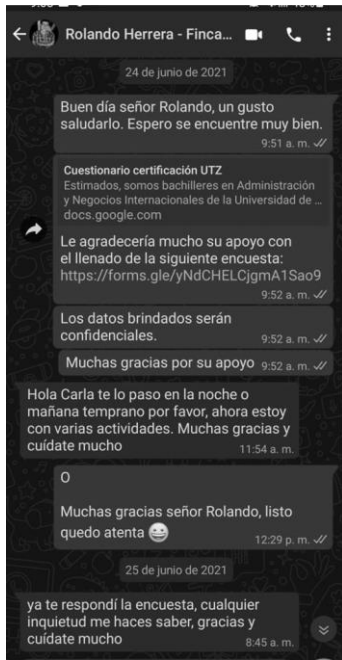 Rolando Herrera - Finca...
24 de junio de 2021
Buen día señor Rolando, un gusto
saludarlo. Espero se encuentre muy bien.
9:51 a. m.
Cuestionario certificación UTZ
Estimados, somos bachilleres en Administración
y Negocios Internacionales de la Universidad de ...
docs.google.com
Le agradecería mucho su apoyo con
el llenado de la siguiente encuesta:
https://forms.gle/yNdCHELCjgmA1Sao9
9:52 a. m.
Los datos brindados serán
confidenciales.
9:52 a. m.
Muchas gracias por su apoyo 9:52 a. m.
Hola Carla te lo paso en la noche o
mañana temprano por favor, ahora estoy
con varias actividades. Muchas gracias y
cuídate mucho
11:54 a. m.
O
Muchas gracias señor Rolando, listo
quedo atenta 😀
12:29 p. m.
25 de junio de 2021
ya te respondí la encuesta, cualquier
inquietud me haces saber, gracias y
cuídate mucho
8:45 a. m.